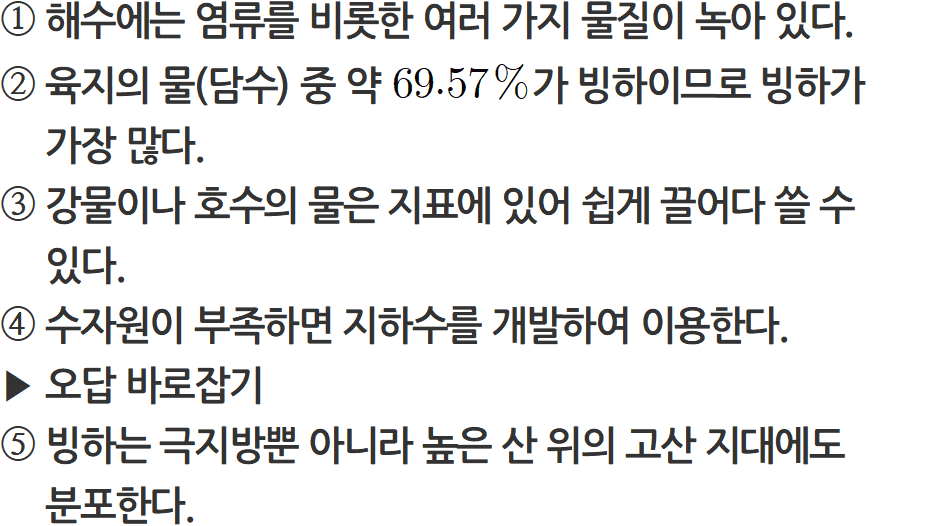 ① 해수에는 염류를 비롯한 여러 가지 물질이 녹아 있다.
② 육지의 물(담수) 중 약 69.57%가 빙하이므로 빙하가
가장 많다.
③ 강물이나 호수의 물은 지표에 있어 쉽게 끌어다 쓸 수
있다.
④ 수자원이 부족하면 지하수를 개발하여 이용한다.
▶ 오답 바로잡기
⑤ 빙하는 극지방뿐 아니라 높은 산 위의 고산 지대에도
분포한다.